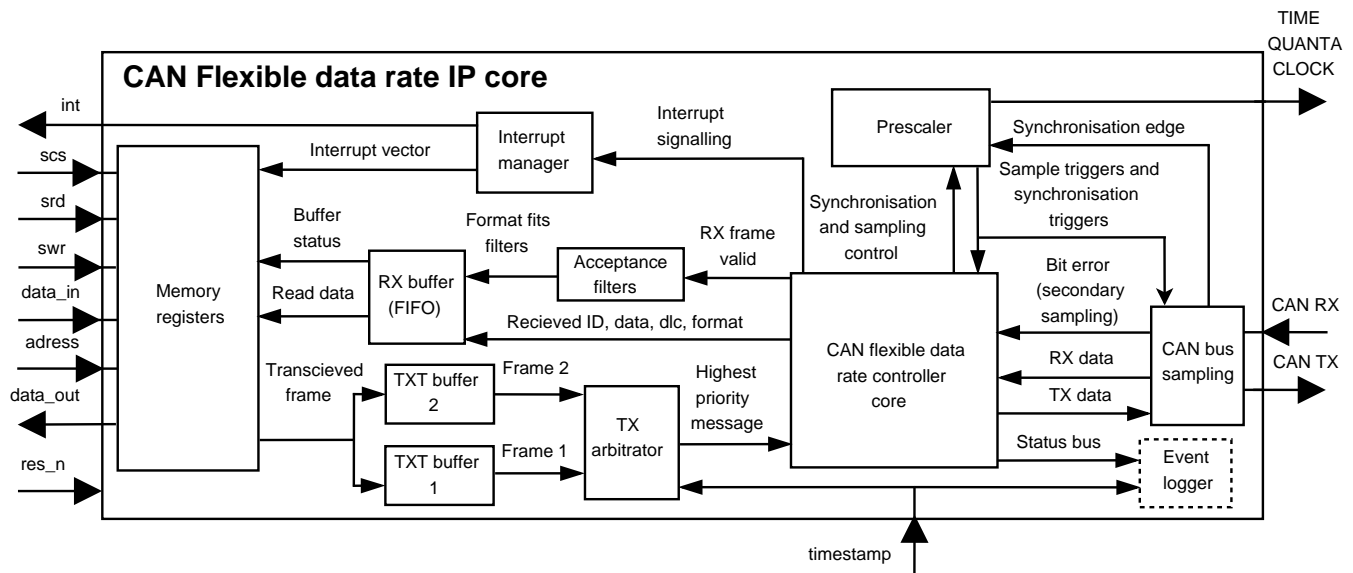 TIME
QUANTA
CLOCK
CAN Flexible data rate IP core
int
scs
srd
swr
data_in
adress
data_out
res_n
Memory
registers
Interrupt vector
Interrupt
manager
Interrupt
signalling
Prescaler
Synchronisation edge
Sample triggers and
synchronisation
triggers
Synchronisation
and sampling
control
Buffer
status
Read data
RX buffer
(FIFO)
Format fits
filters
Acceptance
filters
RX frame
valid
Recieved ID, data, dlc, format
CAN flexible data
rate controller
core
Bit error
(secondary
sampling)
RX data
TX data
CAN bus
sampling
CAN RX
CAN TX
Transcieved
frame
TXT buffer
2
Frame 2
TXT buffer
1
Frame 1
TX
arbitrator
Highest
priority
message
Status bus
Event
logger
timestamp